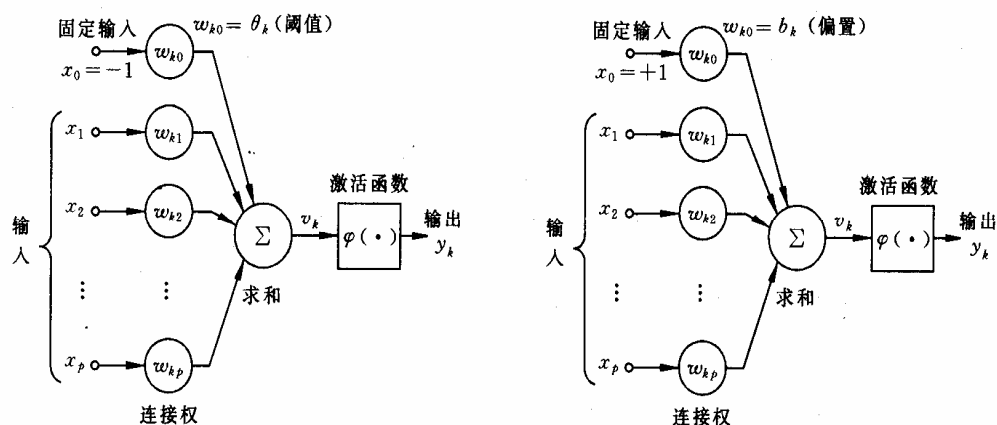 w_{k0} = θ_k (阈值)
固定输入
w_{k0}
x_0 = −1
x_1
w_{k1}
激活函数
x_2
w_{k2}
输入
Σ
v_k
φ(·)
输出
y_k
求和
⋮
⋮
x_p
w_{kp}
连接权
w_{k0} = b_k (偏置)
固定输入
w_{k0}
x_0 = +1
x_1
w_{k1}
激活函数
x_2
w_{k2}
输入
Σ
v_k
φ(·)
输出
y_k
求和
⋮
⋮
x_p
w_{kp}
连接权